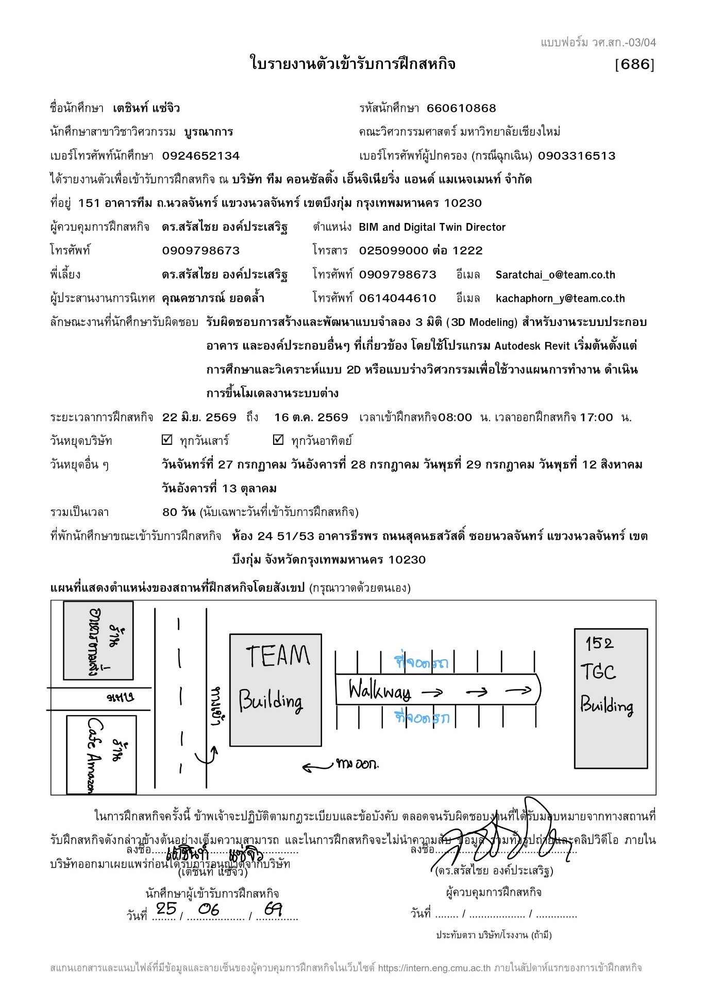 แบบฟอร์ม วศ.สก.-03/04
ใบรายงานตัวเข้ารับการฝึกสหกิจ [686]
ชื่อนักศึกษา เตชินท์ แซ่จิว รหัสนักศึกษา 660610868
นักศึกษาสาขาวิชาวิศวกรรม บูรณาการ คณะวิศวกรรมศาสตร์ มหาวิทยาลัยเชียงใหม่
เบอร์โทรศัพท์นักศึกษา 0924652134 เบอร์โทรศัพท์ผู้ปกครอง (กรณีฉุกเฉิน) 0903316513
ได้รายงานตัวเพื่อเข้ารับการฝึกสหกิจ ณ บริษัท ทีม คอนซัลติ้ง เอ็นจิเนียริ่ง แอนด์ แมเนจเมนท์ จำกัด
ที่อยู่ 151 อาคารทีม ถ.นวลจันทร์ แขวงนวลจันทร์ เขตบึงกุ่ม กรุงเทพมหานคร 10230
ผู้ควบคุมการฝึกสหกิจ ดร.สรัสไชย องค์ประเสริฐ ตำแหน่ง BIM and Digital Twin Director
โทรศัพท์ 0909798673 โทรสาร 025099000 ต่อ 1222
พี่เลี้ยง ดร.สรัสไชย องค์ประเสริฐ โทรศัพท์ 0909798673 อีเมล Saratchai_o@team.co.th
ผู้ประสานงานการนิเทศ คุณคชาภรณ์ ยอดล้ำ โทรศัพท์ 0614044610 อีเมล kachaphorn_y@team.co.th
ลักษณะงานที่นักศึกษารับผิดชอบ รับผิดชอบการสร้างและพัฒนาแบบจำลอง 3 มิติ (3D Modeling) สำหรับงานระบบประกอบ
อาคาร และองค์ประกอบอื่นๆ ที่เกี่ยวข้อง โดยใช้โปรแกรม Autodesk Revit เริ่มต้นตั้งแต่
การศึกษาและวิเคราะห์แบบ 2D หรือแบบร่างวิศวกรรมเพื่อใช้วางแผนการทำงาน ดำเนิน
การขึ้นโมเดลงานระบบต่าง
ระยะเวลาการฝึกสหกิจ 22 มิ.ย. 2569 ถึง 16 ต.ค. 2569 เวลาเข้าฝึกสหกิจ08:00 น. เวลาออกฝึกสหกิจ 17:00 น.
วันหยุดบริษัท ☑ ทุกวันเสาร์ ☑ ทุกวันอาทิตย์
วันหยุดอื่น ๆ วันจันทร์ที่ 27 กรกฏาคม วันอังคารที่ 28 กรกฎาคม วันพุธที่ 29 กรกฎาคม วันพุธที่ 12 สิงหาคม
วันอังคารที่ 13 ตุลาคม
รวมเป็นเวลา 80 วัน (นับเฉพาะวันที่เข้ารับการฝึกสหกิจ)
ที่พักนักศึกษาขณะเข้ารับการฝึกสหกิจ ห้อง 24 51/53 อาคารธีรพร ถนนสุคนธสวัสดิ์ ซอยนวลจันทร์ แขวงนวลจันทร์ เขต
บึงกุ่ม จังหวัดกรุงเทพมหานคร 10230
แผนที่แสดงตำแหน่งของสถานที่ฝึกสหกิจโดยสังเขป (กรุณาวาดด้วยตนเอง)
ร้าน
อาหารตามสั่ง
ถนน
ร้าน
Cafe Amazon
ทางเข้า
TEAM
Building
ที่จอดรถ
Walkway → → →
ที่จอดรถ
ทางออก.
152
TGC
Building
ในการฝึกสหกิจครั้งนี้ ข้าพเจ้าจะปฏิบัติตามกฎระเบียบและข้อบังคับ ตลอดจนรับผิดชอบงานที่ได้รับมอบหมายจากทางสถานที่
รับฝึกสหกิจดังกล่าวข้างต้นอย่างเต็มความสามารถ และในการฝึกสหกิจจะไม่นำความลับ ข้อมูล รวมทั้งรูปถ่ายและคลิปวิดีโอ ภายใน
บริษัทออกมาเผยแพร่ก่อนได้รับการอนุญาตจากบริษัท
ลงชื่อ เตชินท์ แซ่จิว ลงชื่อ
(เตชินท์ แซ่จิว) (ดร.สรัสไชย องค์ประเสริฐ)
นักศึกษาผู้เข้ารับการฝึกสหกิจ ผู้ควบคุมการฝึกสหกิจ
วันที่ 25 / 06 / 69 วันที่ ........ / ................... / ..............
ประทับตรา บริษัท/โรงงาน (ถ้ามี)
สแกนเอกสารและแนบไฟล์ที่มีข้อมูลและลายเซ็นของผู้ควบคุมการฝึกสหกิจในเว็บไซต์ https://intern.eng.cmu.ac.th ภายในสัปดาห์แรกของการเข้าฝึกสหกิจ